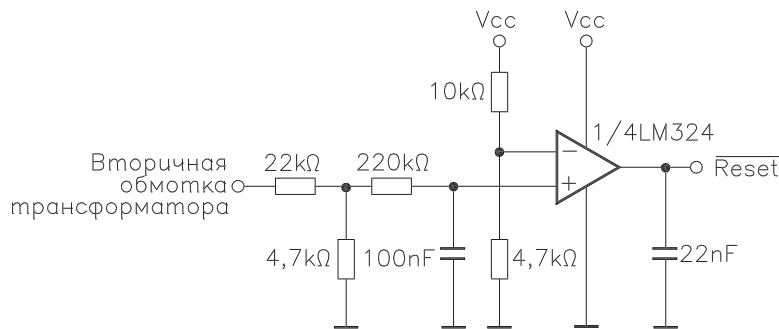 Vcc
Vcc
10kΩ
1/4LM324
Вторичная
обмотка
трансформатора
22kΩ
220kΩ
−
+
Reset
4,7kΩ
100nF
4,7kΩ
22nF